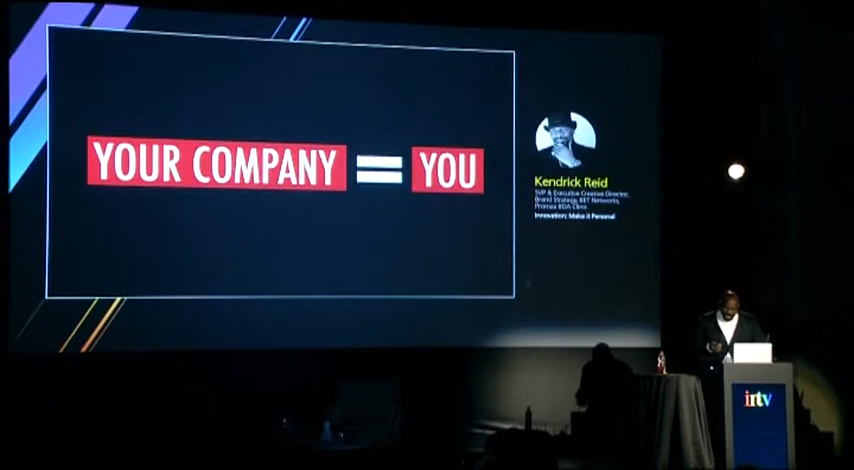 YOUR COMPANY = YOU
Kendrick Reid
SVP & Executive Creative Director,
Brand Strategy, BET Networks,
Promax BDA
Innovation: Make it Personal
irtv